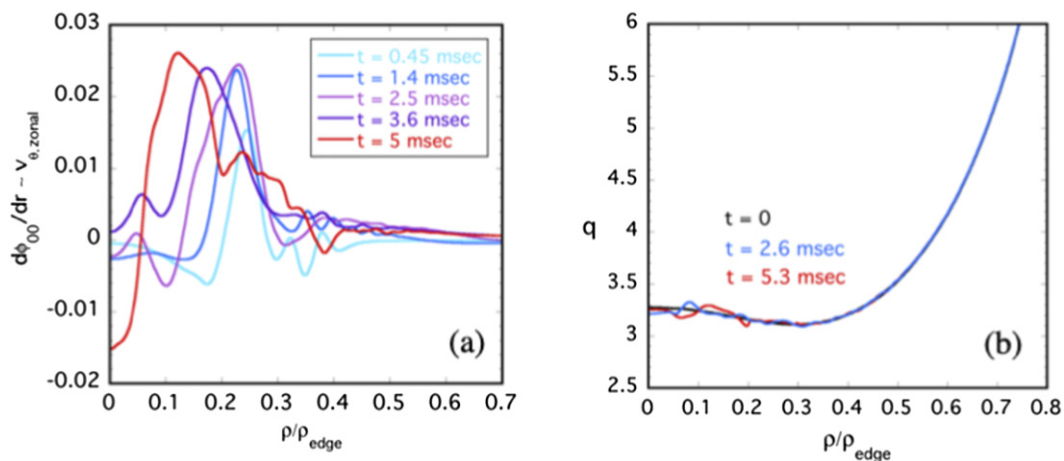 0.03
0.02
0.01
0
-0.01
-0.02
dϕ00/dr ~ vθ,zonal
t = 0.45 msec
t = 1.4 msec
t = 2.5 msec
t = 3.6 msec
t = 5 msec
(a)
0 0.1 0.2 0.3 0.4 0.5 0.6 0.7
ρ/ρedge
6
5.5
5
4.5
4
3.5
3
2.5
q
t = 0
t = 2.6 msec
t = 5.3 msec
(b)
0 0.1 0.2 0.3 0.4 0.5 0.6 0.7 0.8
ρ/ρedge